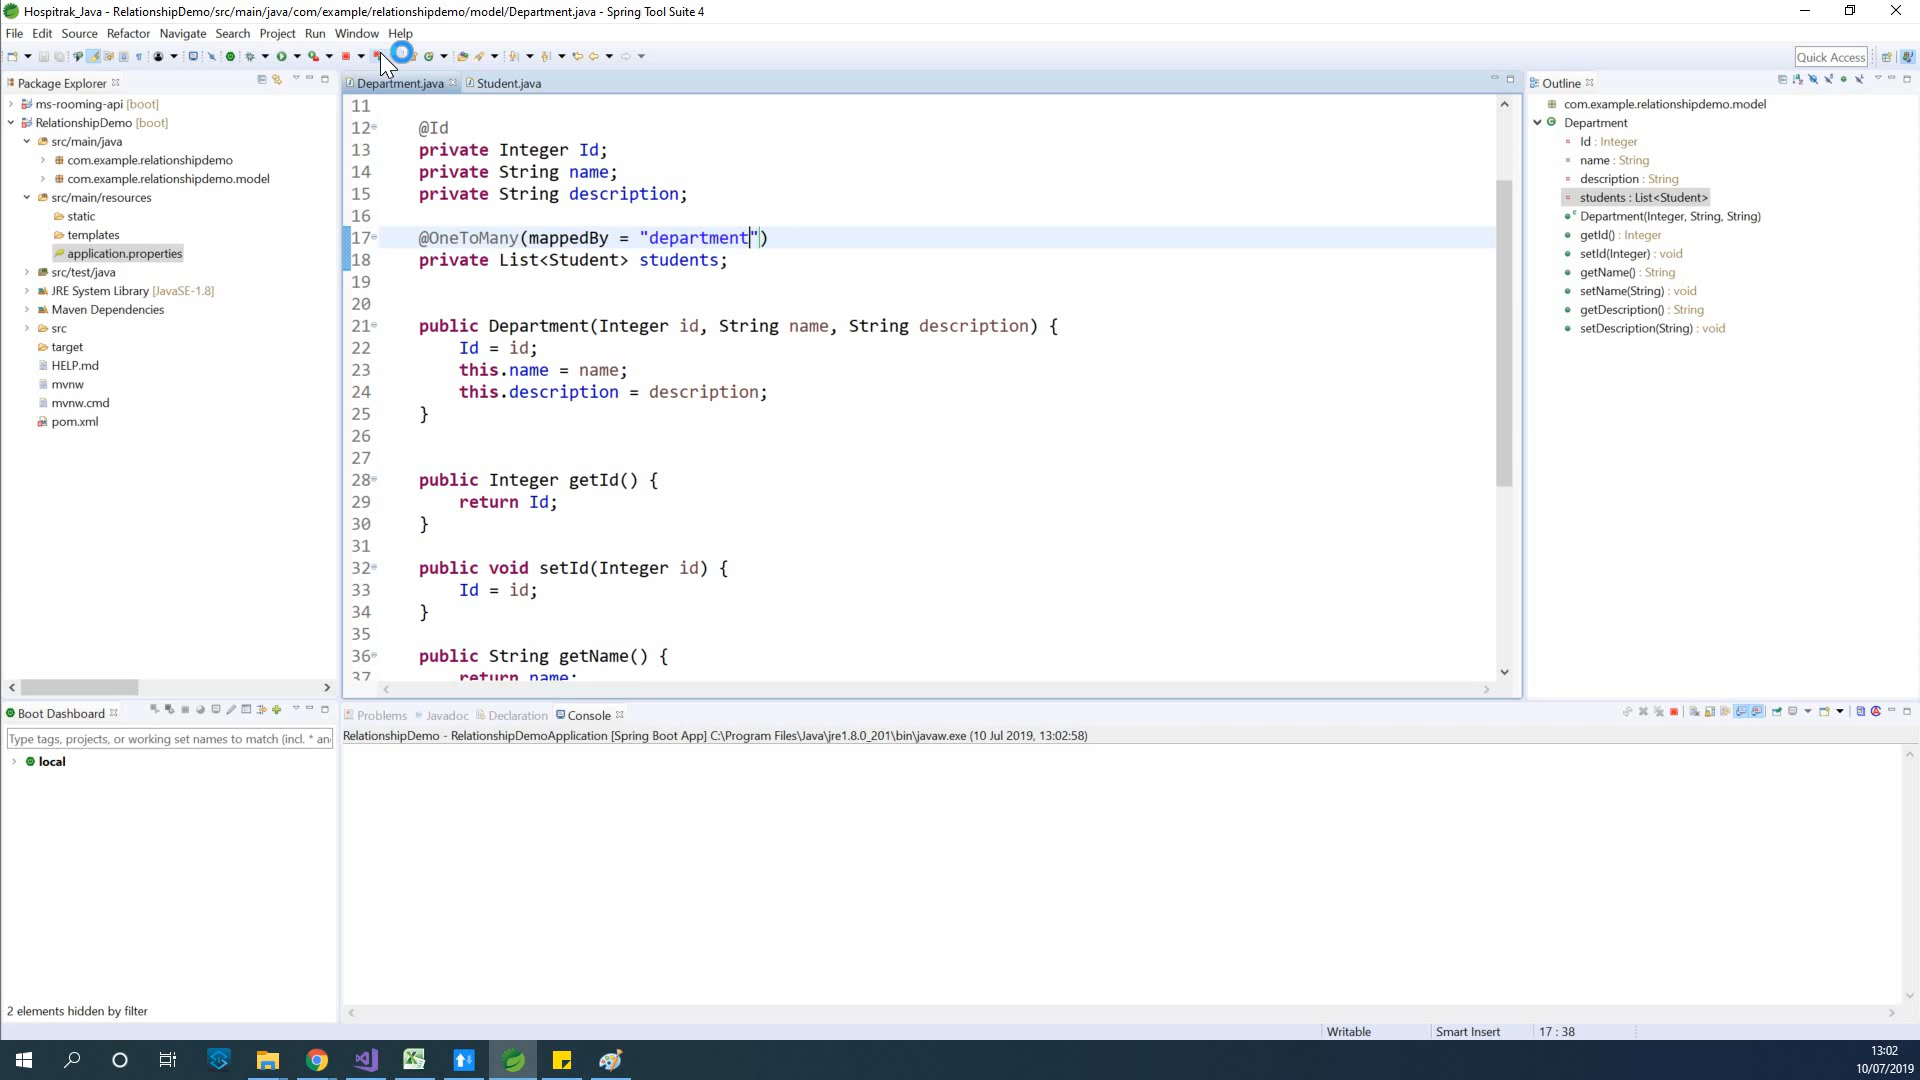 Hospitrak_Java - RelationshipDemo/src/main/java/com/example/relationshipdemo/model/Department.java - Spring Tool Suite 4
File Edit Source Refactor Navigate Search Project Run Window Help
Quick Access
Package Explorer
ms-rooming-api [boot]
RelationshipDemo [boot]
src/main/java
com.example.relationshipdemo
com.example.relationshipdemo.model
src/main/resources
static
templates
application.properties
src/test/java
JRE System Library [JavaSE-1.8]
Maven Dependencies
src
target
HELP.md
mvnw
mvnw.cmd
pom.xml
Department.java Student.java
11
12 @Id
13 private Integer Id;
14 private String name;
15 private String description;
16
17 @OneToMany(mappedBy = "department")
18 private List<Student> students;
19
20
21 public Department(Integer id, String name, String description) {
22 Id = id;
23 this.name = name;
24 this.description = description;
25 }
26
27
28 public Integer getId() {
29 return Id;
30 }
31
32 public void setId(Integer id) {
33 Id = id;
34 }
35
36 public String getName() {
37 return name;
Outline
com.example.relationshipdemo.model
Department
Id : Integer
name : String
description : String
students : List<Student>
Department(Integer, String, String)
getId() : Integer
setId(Integer) : void
getName() : String
setName(String) : void
getDescription() : String
setDescription(String) : void
Boot Dashboard
Type tags, projects, or working set names to match (incl. * an
local
2 elements hidden by filter
Problems Javadoc Declaration Console
RelationshipDemo - RelationshipDemoApplication [Spring Boot App] C:\Program Files\Java\jre1.8.0_201\bin\javaw.exe (10 Jul 2019, 13:02:58)
Writable Smart Insert 17 : 38
13:02
10/07/2019